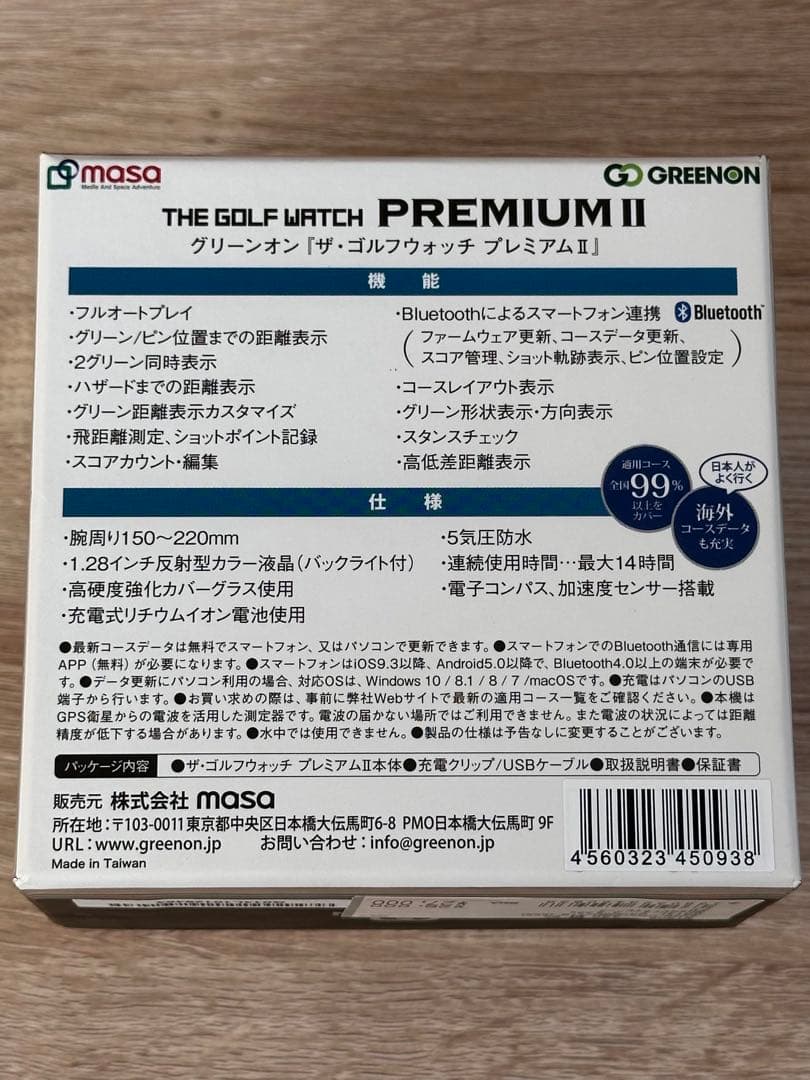 masa
Media And Space Adventure
GREENON
THE GOLF WATCH PREMIUM II
グリーンオン『ザ・ゴルフウォッチ プレミアムⅡ』
機 能
・フルオートプレイ
・グリーン/ピン位置までの距離表示
・2グリーン同時表示
・ハザードまでの距離表示
・グリーン距離表示カスタマイズ
・飛距離測定、ショットポイント記録
・スコアカウント・編集
・Bluetoothによるスマートフォン連携 Bluetooth™
(ファームウェア更新、コースデータ更新、
スコア管理、ショット軌跡表示、ピン位置設定)
・コースレイアウト表示
・グリーン形状表示・方向表示
・スタンスチェック
・高低差距離表示
適用コース
全国99%
以上を
カバー
日本人が
よく行く
海外
コースデータ
も充実
仕 様
・腕周り150〜220mm
・1.28インチ反射型カラー液晶(バックライト付)
・高硬度強化カバーグラス使用
・充電式リチウムイオン電池使用
・5気圧防水
・連続使用時間…最大14時間
・電子コンパス、加速度センサー搭載
●最新コースデータは無料でスマートフォン、又はパソコンで更新できます。●スマートフォンでのBluetooth通信には専用
APP(無料)が必要になります。●スマートフォンはiOS9.3以降、Android5.0以降で、Bluetooth4.0以上の端末が必要で
す。●データ更新にパソコン利用の場合、対応OSは、Windows 10 / 8.1 / 8 / 7 /macOSです。●充電はパソコンのUSB
端子から行います。●お買い求めの際は、事前に弊社Webサイトで最新の適用コース一覧をご確認ください。●本機は
GPS衛星からの電波を活用した測定器です。電波の届かない場所ではご利用できません。また電波の状況によっては距離
精度が低下する場合があります。●水中では使用できません。●製品の仕様は予告なしに変更することがございます。
パッケージ内容 ●ザ・ゴルフウォッチ プレミアムⅡ本体●充電クリップ/USBケーブル●取扱説明書●保証書
販売元 株式会社 masa
所在地:〒103-0011東京都中央区日本橋大伝馬町6-8 PMO日本橋大伝馬町 9F
URL:www.greenon.jp お問い合わせ:info@greenon.jp
Made in Taiwan
4 560323 450938